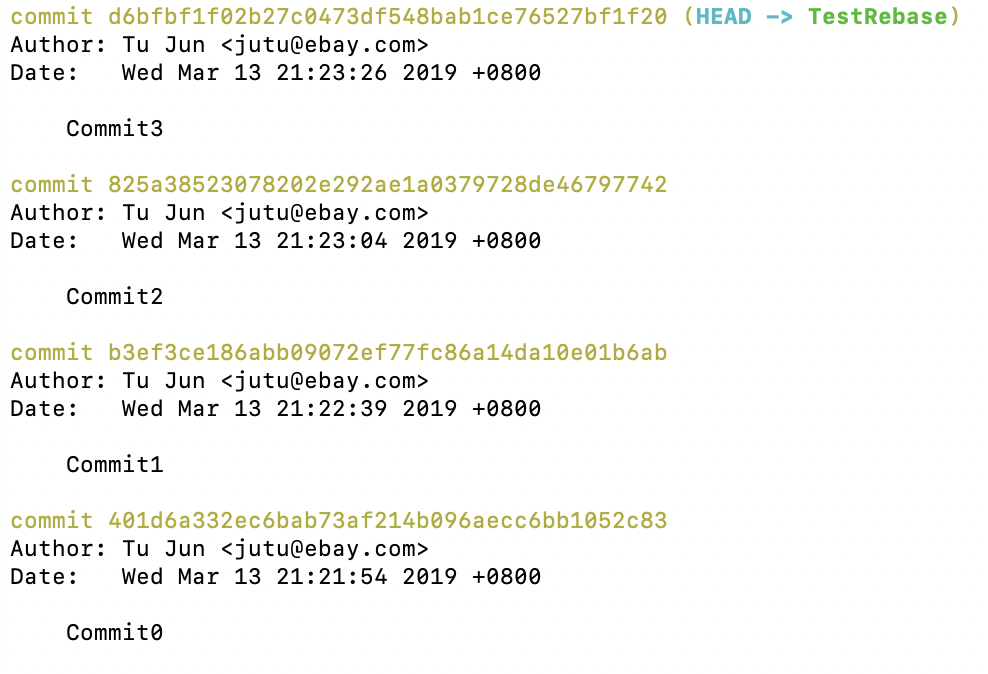 commit d6bfbf1f02b27c0473df548bab1ce76527bf1f20 (HEAD -> TestRebase)
Author: Tu Jun <jutu@ebay.com>
Date:   Wed Mar 13 21:23:26 2019 +0800
    Commit3
commit 825a38523078202e292ae1a0379728de46797742
Author: Tu Jun <jutu@ebay.com>
Date:   Wed Mar 13 21:23:04 2019 +0800
    Commit2
commit b3ef3ce186abb09072ef77fc86a14da10e01b6ab
Author: Tu Jun <jutu@ebay.com>
Date:   Wed Mar 13 21:22:39 2019 +0800
    Commit1
commit 401d6a332ec6bab73af214b096aecc6bb1052c83
Author: Tu Jun <jutu@ebay.com>
Date:   Wed Mar 13 21:21:54 2019 +0800
    Commit0